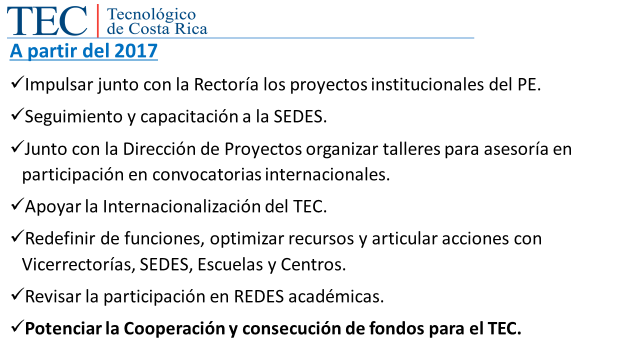 TEC | Tecnológico
de Costa Rica
A partir del 2017
✓Impulsar junto con la Rectoría los proyectos institucionales del PE.
✓Seguimiento y capacitación a la SEDES.
✓Junto con la Dirección de Proyectos organizar talleres para asesoría en
participación en convocatorias internacionales.
✓Apoyar la Internacionalización del TEC.
✓Redefinir de funciones, optimizar recursos y articular acciones con
Vicerrectorías, SEDES, Escuelas y Centros.
✓Revisar la participación en REDES académicas.
✓Potenciar la Cooperación y consecución de fondos para el TEC.